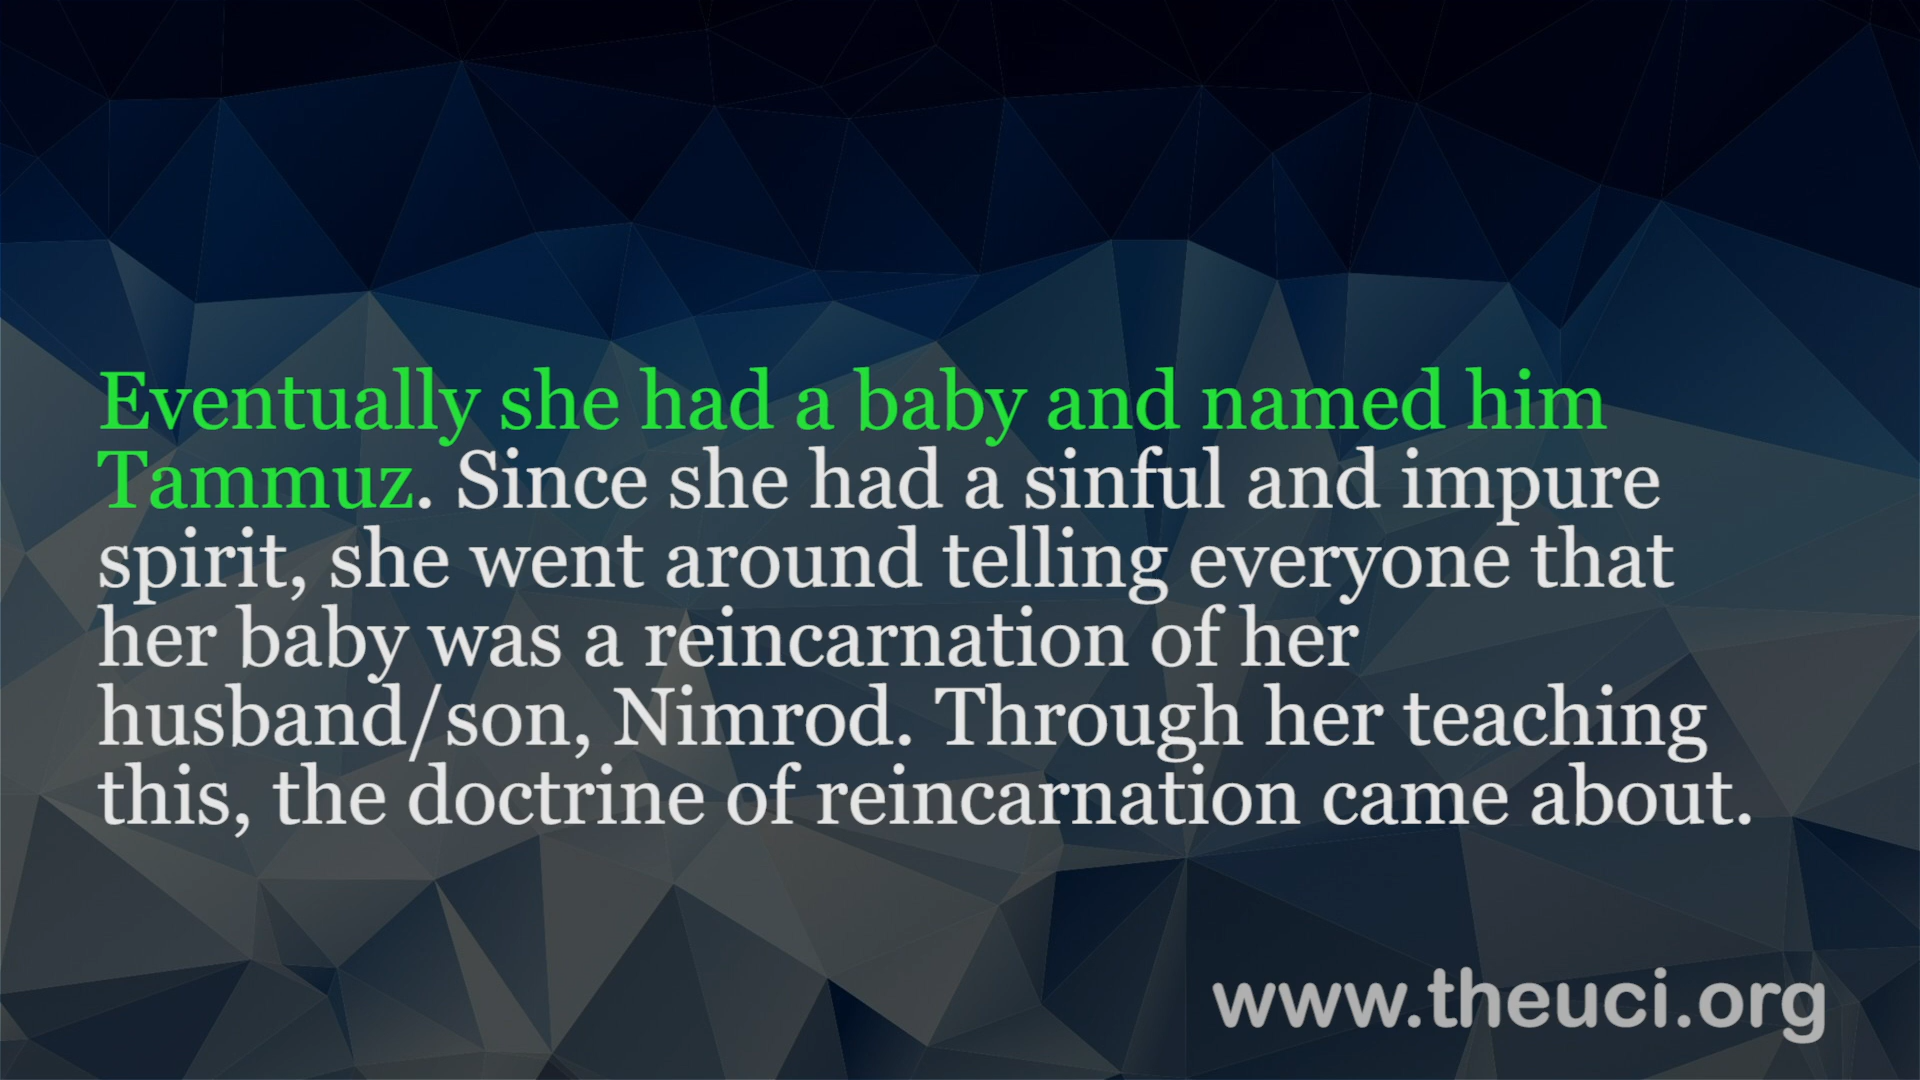 Eventually she had a baby and named him
Tammuz. Since she had a sinful and impure
spirit, she went around telling everyone that
her baby was a reincarnation of her
husband/son, Nimrod. Through her teaching
this, the doctrine of reincarnation came about.
www.theuci.org